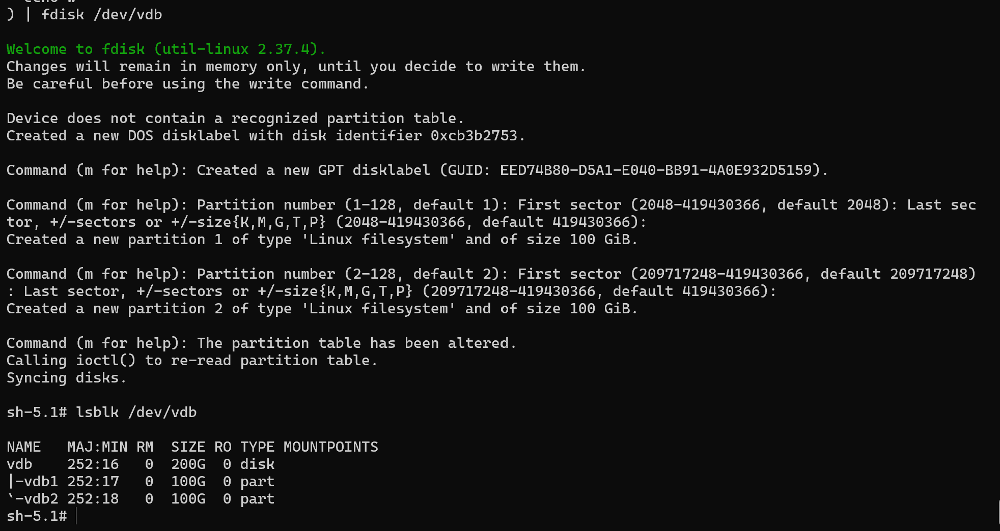 echo w
) | fdisk /dev/vdb
Welcome to fdisk (util-linux 2.37.4).
Changes will remain in memory only, until you decide to write them.
Be careful before using the write command.
Device does not contain a recognized partition table.
Created a new DOS disklabel with disk identifier 0xcb3b2753.
Command (m for help): Created a new GPT disklabel (GUID: EED74B80-D5A1-E040-BB91-4A0E932D5159).
Command (m for help): Partition number (1-128, default 1): First sector (2048-419430366, default 2048): Last sec
tor, +/-sectors or +/-size{K,M,G,T,P} (2048-419430366, default 419430366):
Created a new partition 1 of type 'Linux filesystem' and of size 100 GiB.
Command (m for help): Partition number (2-128, default 2): First sector (209717248-419430366, default 209717248)
: Last sector, +/-sectors or +/-size{K,M,G,T,P} (209717248-419430366, default 419430366):
Created a new partition 2 of type 'Linux filesystem' and of size 100 GiB.
Command (m for help): The partition table has been altered.
Calling ioctl() to re-read partition table.
Syncing disks.
sh-5.1# lsblk /dev/vdb
NAME   MAJ:MIN RM  SIZE RO TYPE MOUNTPOINTS
vdb    252:16   0  200G  0 disk
|-vdb1 252:17   0  100G  0 part
`-vdb2 252:18   0  100G  0 part
sh-5.1#